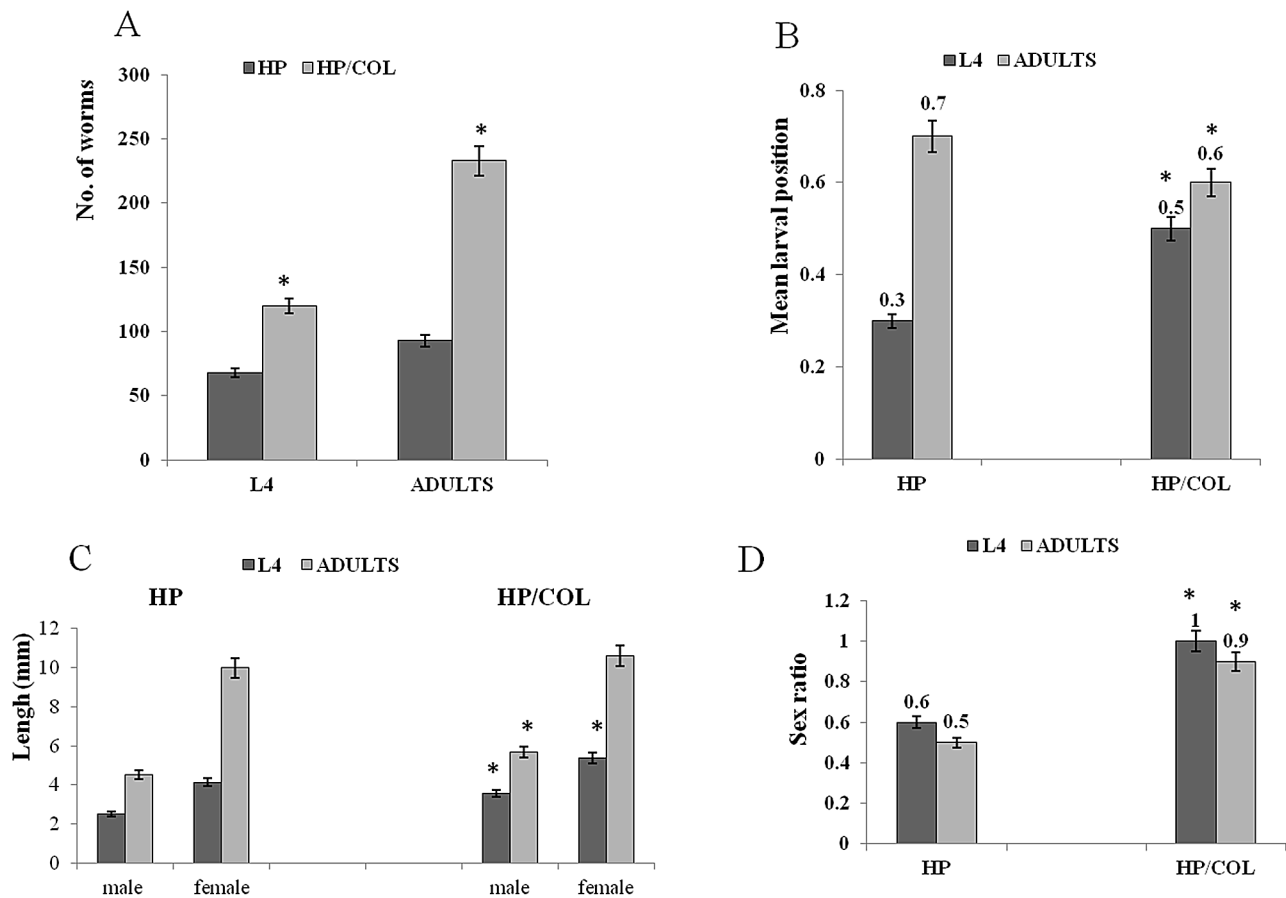 A
HP HP/COL
No. of worms
300
250
200
150
100
50
0
*
*
L4 ADULTS
B
L4 ADULTS
Mean larval position
0.8
0.6
0.4
0.2
0
0.3
0.7
*
0.5
*
0.6
HP HP/COL
C
L4 ADULTS
HP HP/COL
Lengh (mm)
12
10
8
6
4
2
0
*
*
*
male female male female
D
L4 ADULTS
Sex ratio
1.2
1
0.8
0.6
0.4
0.2
0
0.6
0.5
*
1
*
0.9
HP HP/COL